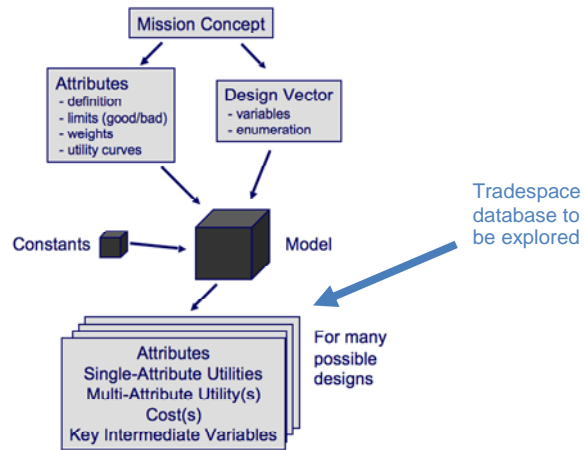 Mission Concept
Attributes
- definition
- limits (good/bad)
- weights
- utility curves
Design Vector
- variables
- enumeration
Tradespace
database to
be explored
Constants
Model
For many
possible
designs
Attributes
Single-Attribute Utilities
Multi-Attribute Utility(s)
Cost(s)
Key Intermediate Variables